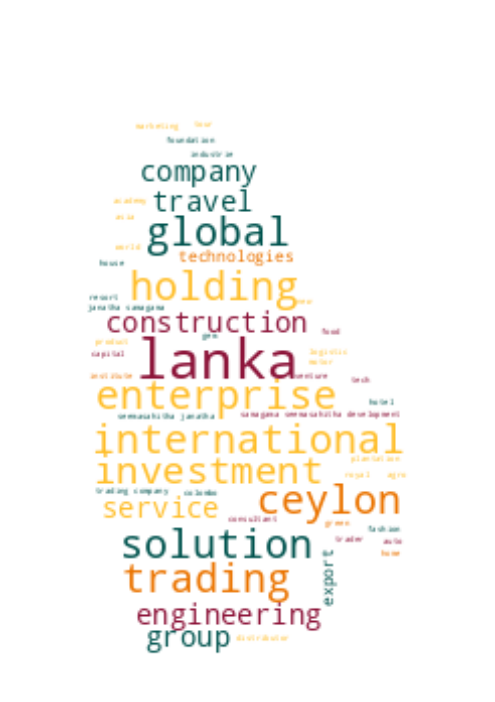 marketing tour
foundation
industrie
company
academy travel
asia
global
world technologies
house
holding
resort new
janatha samagama
construction
gem food
product
lanka
capital logistic
motor
institute venture tech
enterprise
hotel
seemasahitha janatha samagama seemasahitha development
international
plantation
investment
royal agro
trading company colombo
ceylon
service
consultant green
fashion
solution
trader auto
home
export
trading
engineering
group distributor